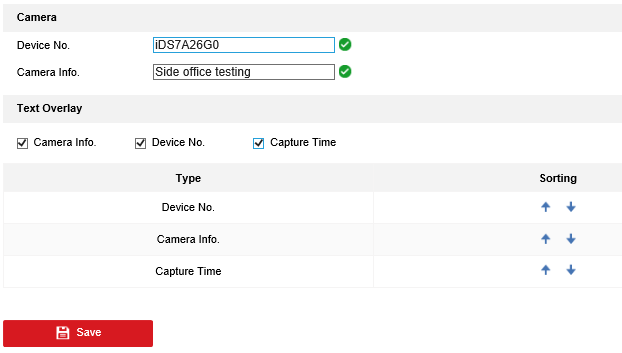 Camera
Device No. iDS7A26G0
Camera Info. Side office testing
Text Overlay
Camera Info. Device No. Capture Time
Type Sorting
Device No.
Camera Info.
Capture Time
Save